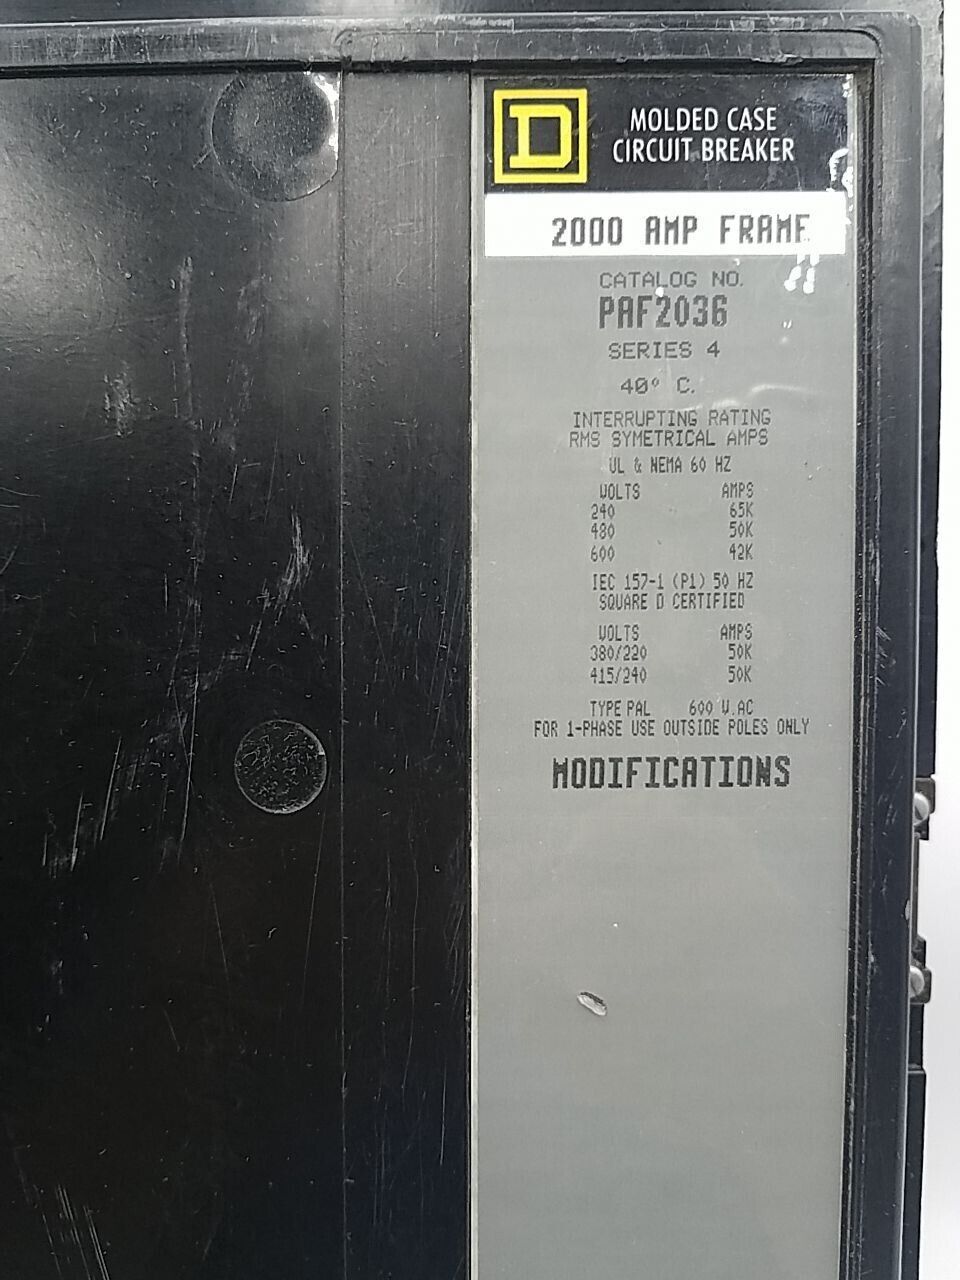 D
MOLDED CASE
CIRCUIT BREAKER
2000 AMP FRAME
CATALOG NO.
PAF2036
SERIES 4
40° C.
INTERRUPTING RATING
RMS SYMETRICAL AMPS
UL & NEMA 60 HZ
VOLTS AMPS
240 65K
480 50K
600 42K
IEC 157-1 (P1) 50 HZ
SQUARE D CERTIFIED
VOLTS AMPS
380/220 50K
415/240 50K
TYPE PAL 600 V.AC
FOR 1-PHASE USE OUTSIDE POLES ONLY
MODIFICATIONS